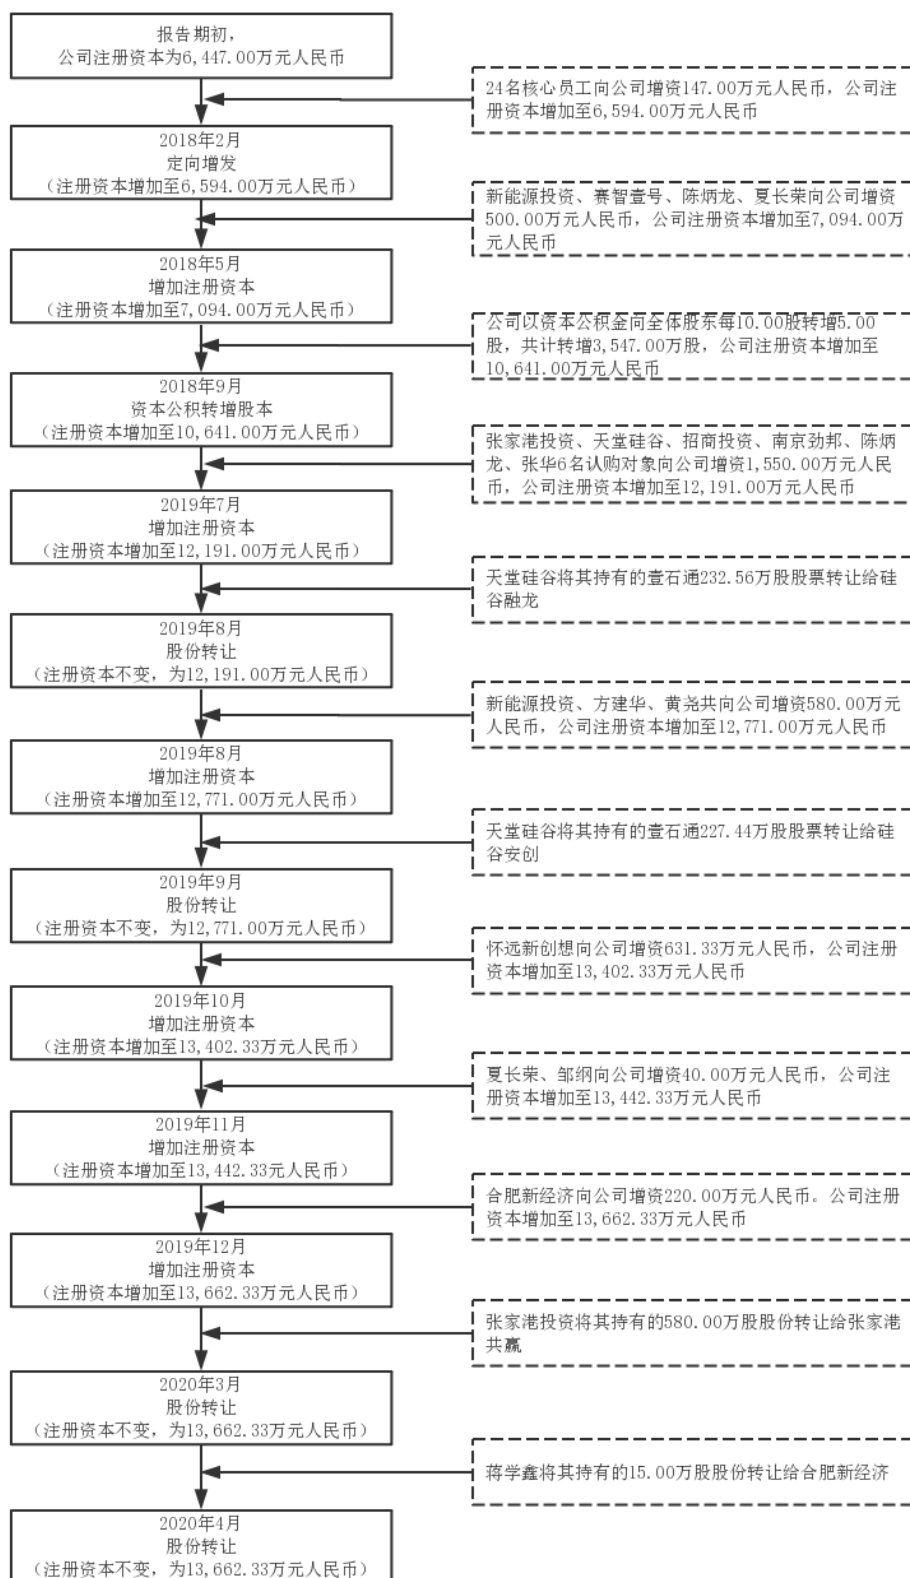 报告期初，
公司注册资本为6,447.00万元人民币
24名核心员工向公司增资147.00万元人民币，公司注
册资本增加至6,594.00万元人民币
2018年2月
定向增发
（注册资本增加至6,594.00万元人民币）
新能源投资、赛智壹号、陈炳龙、夏长荣向公司增资
500.00万元人民币，公司注册资本增加至7,094.00万
元人民币
2018年5月
增加注册资本
（注册资本增加至7,094.00万元人民币）
公司以资本公积金向全体股东每10.00股转增5.00
股，共计转增3,547.00万股，公司注册资本增加至
10,641.00万元人民币
2018年9月
资本公积转增股本
（注册资本增加至10,641.00万元人民币）
张家港投资、天堂硅谷、招商投资、南京劲邦、陈炳
龙、张华6名认购对象向公司增资1,550.00万元人民
币，公司注册资本增加至12,191.00万元人民币
2019年7月
增加注册资本
（注册资本增加至12,191.00万元人民币）
天堂硅谷将其持有的壹石通232.56万股股票转让给硅
谷融龙
2019年8月
股份转让
（注册资本不变，为12,191.00万元人民币）
新能源投资、方建华、黄尧共向公司增资580.00万元
人民币，公司注册资本增加至12,771.00万元人民币
2019年8月
增加注册资本
（注册资本增加至12,771.00万元人民币）
天堂硅谷将其持有的壹石通227.44万股股票转让给硅
谷安创
2019年9月
股份转让
（注册资本不变，为12,771.00万元人民币）
怀远新创想向公司增资631.33万元人民币，公司注册
资本增加至13,402.33万元人民币
2019年10月
增加注册资本
（注册资本增加至13,402.33万元人民币）
夏长荣、邹纲向公司增资40.00万元人民币，公司注
册资本增加至13,442.33万元人民币
2019年11月
增加注册资本
（注册资本增加至13,442.33元人民币）
合肥新经济向公司增资220.00万元人民币。公司注册
资本增加至13,662.33万元人民币
2019年12月
增加注册资本
（注册资本增加至13,662.33万元人民币）
张家港投资将其持有的580.00万股股份转让给张家港
共赢
2020年3月
股份转让
（注册资本不变，为13,662.33万元人民币）
蒋学鑫将其持有的15.00万股股份转让给合肥新经济
2020年4月
股份转让
（注册资本不变，为13,662.33万元人民币）